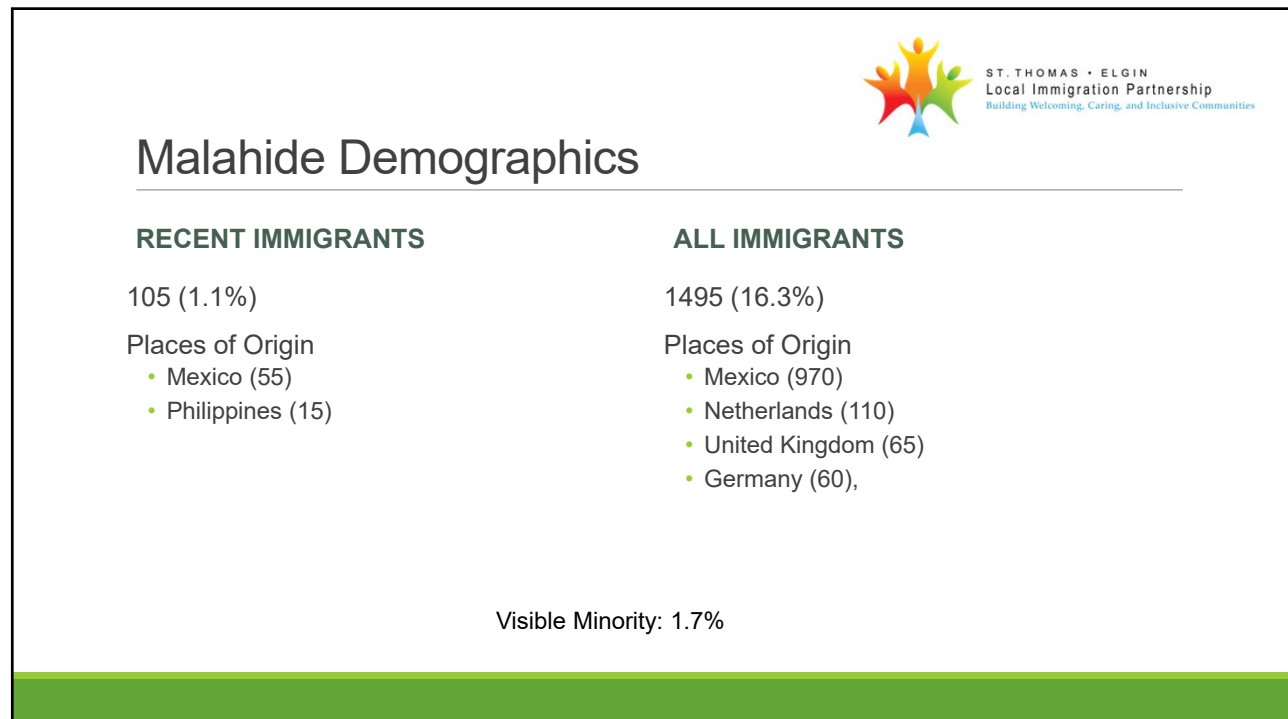 ST. THOMAS • ELGIN
Local Immigration Partnership
Building Welcoming, Caring, and Inclusive Communities
Malahide Demographics
RECENT IMMIGRANTS
105 (1.1%)
Places of Origin
• Mexico (55)
• Philippines (15)
ALL IMMIGRANTS
1495 (16.3%)
Places of Origin
• Mexico (970)
• Netherlands (110)
• United Kingdom (65)
• Germany (60),
Visible Minority: 1.7%